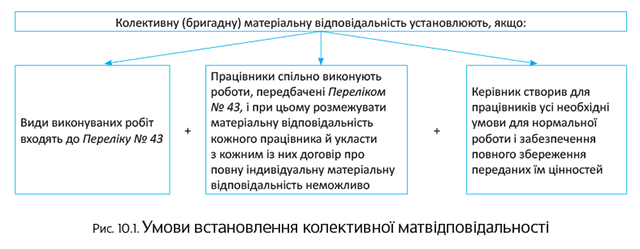 Колективну (бригадну) матеріальну відповідальність установлюють, якщо:
Види виконуваних робіт
входять до Переліку № 43
+
Працівники спільно виконують
роботи, передбачені Переліком
№ 43, і при цьому розмежувати
матеріальну відповідальність
кожного працівника й укласти
з кожним із них договір про
повну індивідуальну матеріальну
відповідальність неможливо
+
Керівник створив для
працівників усі необхідні
умови для нормальної
роботи і забезпечення
повного збереження
переданих їм цінностей
Рис. 10.1. Умови встановлення колективної матвідповідальності